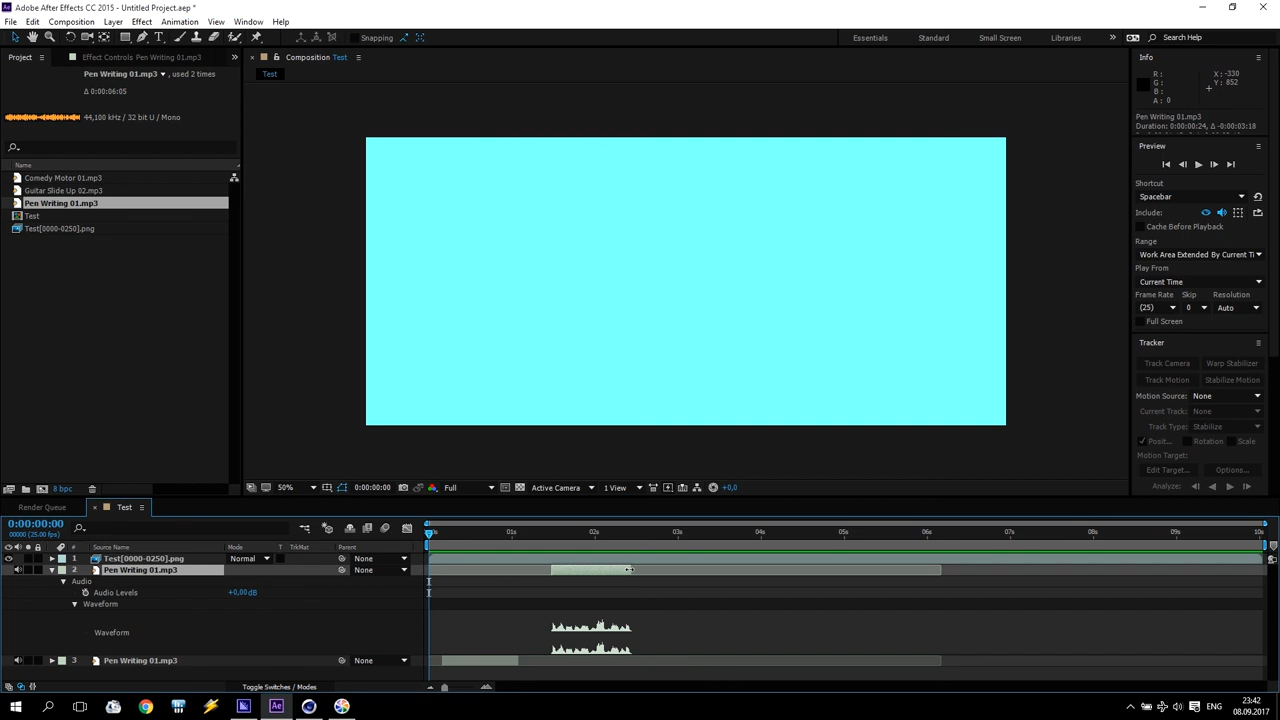 Adobe After Effects CC 2015 - Untitled Project.aep *
File Edit Composition Layer Effect Animation View Window Help
Snapping Essentials Standard Small Screen Libraries Search Help
Project Effect Controls Pen Writing 01.mp3 Composition Test Info
Pen Writing 01.mp3 , used 2 times Test R : X: -330
G : Y: 852
Δ 0:00:06:05 B :
A : 0
44,100 kHz / 32 bit U / Mono Pen Writing 01.mp3
Duration: 0:00:00:24, Δ -0:00:03:18
Preview
Name
Comedy Motor 01.mp3
Guitar Slide Up 02.mp3 Shortcut
Pen Writing 01.mp3 Spacebar
Test Include:
Test[0000-0250].png Cache Before Playback
Range
Work Area Extended By Current Ti
Play From
Current Time
Frame Rate Skip Resolution
(25) 0 Auto
Full Screen
Tracker
Track Camera Warp Stabilizer
Track Motion Stabilize Motion
Motion Source: None
Current Track: None
Track Type: Stabilize
Posit... Rotation Scale
Motion Target:
Edit Target... Options...
8 bpc 50% 0:00:00:00 Full Active Camera 1 View +0,0 Analyze:
Render Queue Test
0:00:00:00
00000 (25.00 fps) 0s 01s 02s 03s 04s 05s 06s 07s 08s 09s 10s
# Source Name Mode T TrkMat Parent
1 Test[0000-0250].png Normal None
2 Pen Writing 01.mp3 None
Audio
Audio Levels +0,00dB
Waveform
Waveform
3 Pen Writing 01.mp3 None
Toggle Switches / Modes
23:42
ENG
08.09.2017